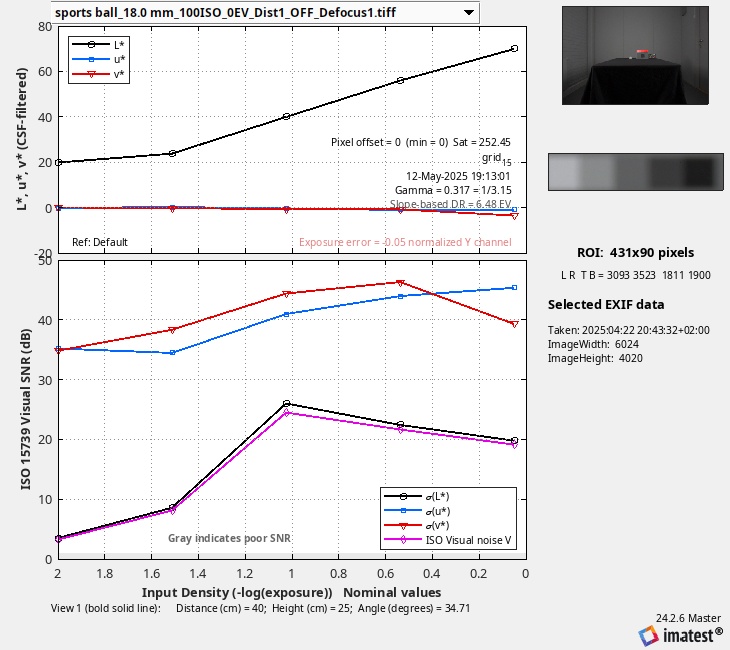 sports ball_18.0 mm_100ISO_0EV_Dist1_OFF_Defocus1.tiff
80
60
40
20
0
-20
L*, u*, v* (CSF-filtered)
L*
u*
v*
Pixel offset = 0 (min = 0) Sat = 252.45
grid15
12-May-2025 19:13:01
Gamma = 0.317 = 1/3.15
Slope-based DR = 6.48 EV
Ref: Default
Exposure error = -0.05 normalized Y channel
50
40
30
20
10
0
ISO 15739 Visual SNR (dB)
𝜎(L*)
𝜎(u*)
𝜎(v*)
ISO Visual noise V
Gray indicates poor SNR
2 1.8 1.6 1.4 1.2 1 0.8 0.6 0.4 0.2 0
Input Density (-log(exposure)) Nominal values
View 1 (bold solid line): Distance (cm) = 40; Height (cm) = 25; Angle (degrees) = 34.71
ROI: 431x90 pixels
L R T B = 3093 3523 1811 1900
Selected EXIF data
Taken: 2025:04:22 20:43:32+02:00
ImageWidth: 6024
ImageHeight: 4020
24.2.6 Master
imatest®